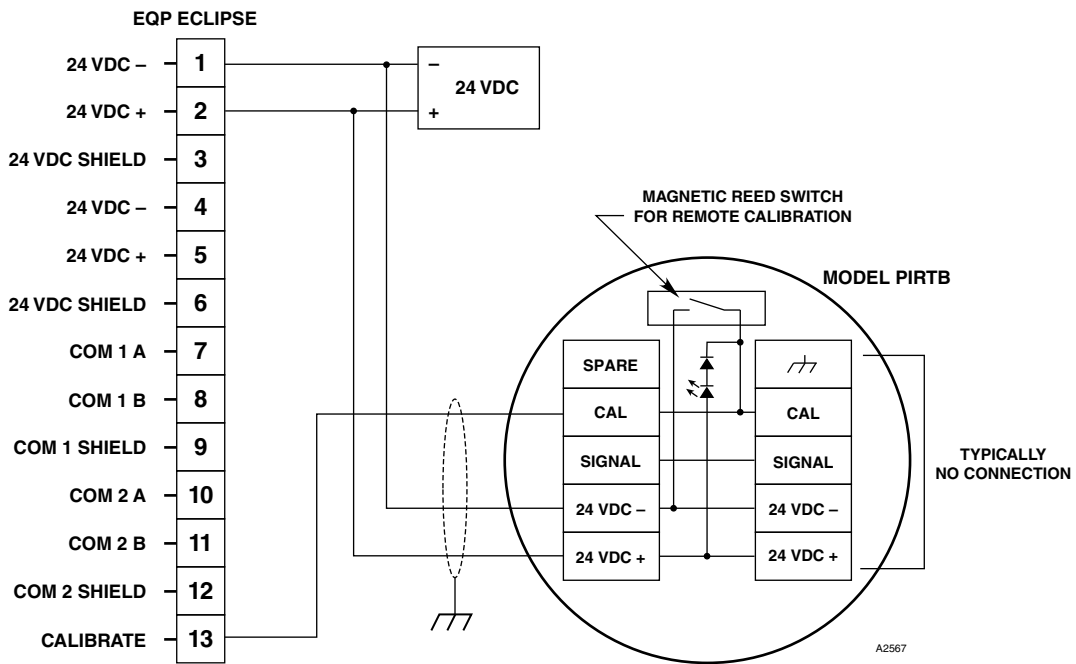 EQP ECLIPSE
24 VDC –
1
24 VDC +
2
24 VDC SHIELD
3
24 VDC –
4
24 VDC +
5
24 VDC SHIELD
6
COM 1 A
7
COM 1 B
8
COM 1 SHIELD
9
COM 2 A
10
COM 2 B
11
COM 2 SHIELD
12
CALIBRATE
13
–
24 VDC
+
MAGNETIC REED SWITCH
FOR REMOTE CALIBRATION
MODEL PIRTB
SPARE
CAL
SIGNAL
24 VDC –
24 VDC +
CAL
SIGNAL
24 VDC –
24 VDC +
TYPICALLY
NO CONNECTION
A2567